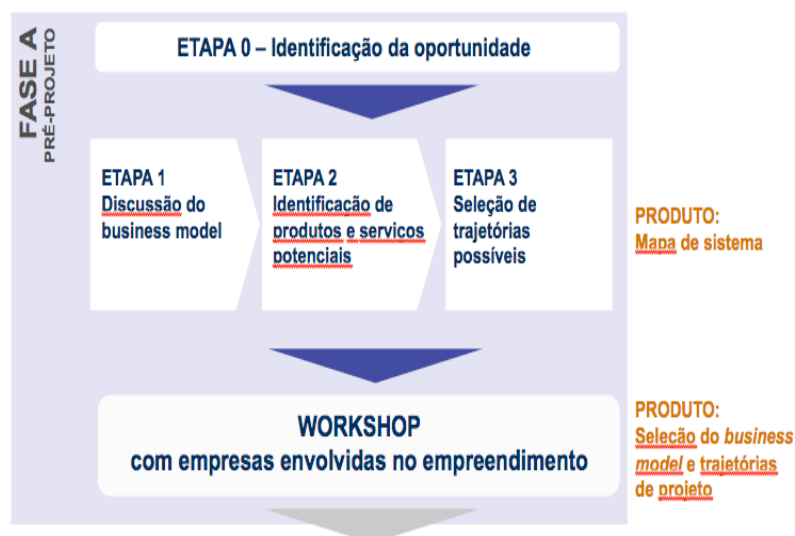 FASE A
PRÉ-PROJETO
ETAPA 0 – Identificação da oportunidade
ETAPA 1
Discussão do
business model
ETAPA 2
Identificação de
produtos e serviços
potenciais
ETAPA 3
Seleção de
trajetórias
possíveis
PRODUTO:
Mapa de sistema
WORKSHOP
com empresas envolvidas no empreendimento
PRODUTO:
Seleção do business
model e trajetórias
de projeto